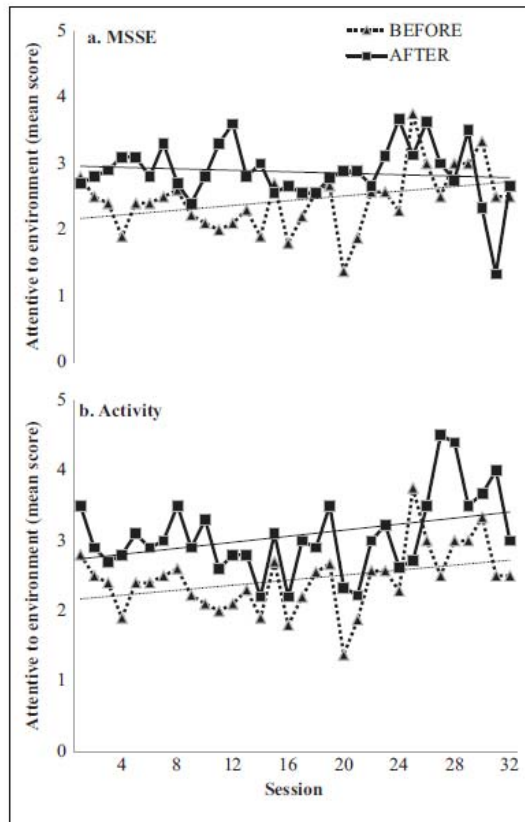 a. MSSE
BEFORE
AFTER
Attentive to environment (mean score)
5
4
3
2
1
0
b. Activity
Attentive to environment (mean score)
5
4
3
2
1
0
4 8 12 16 20 24 28 32
Session